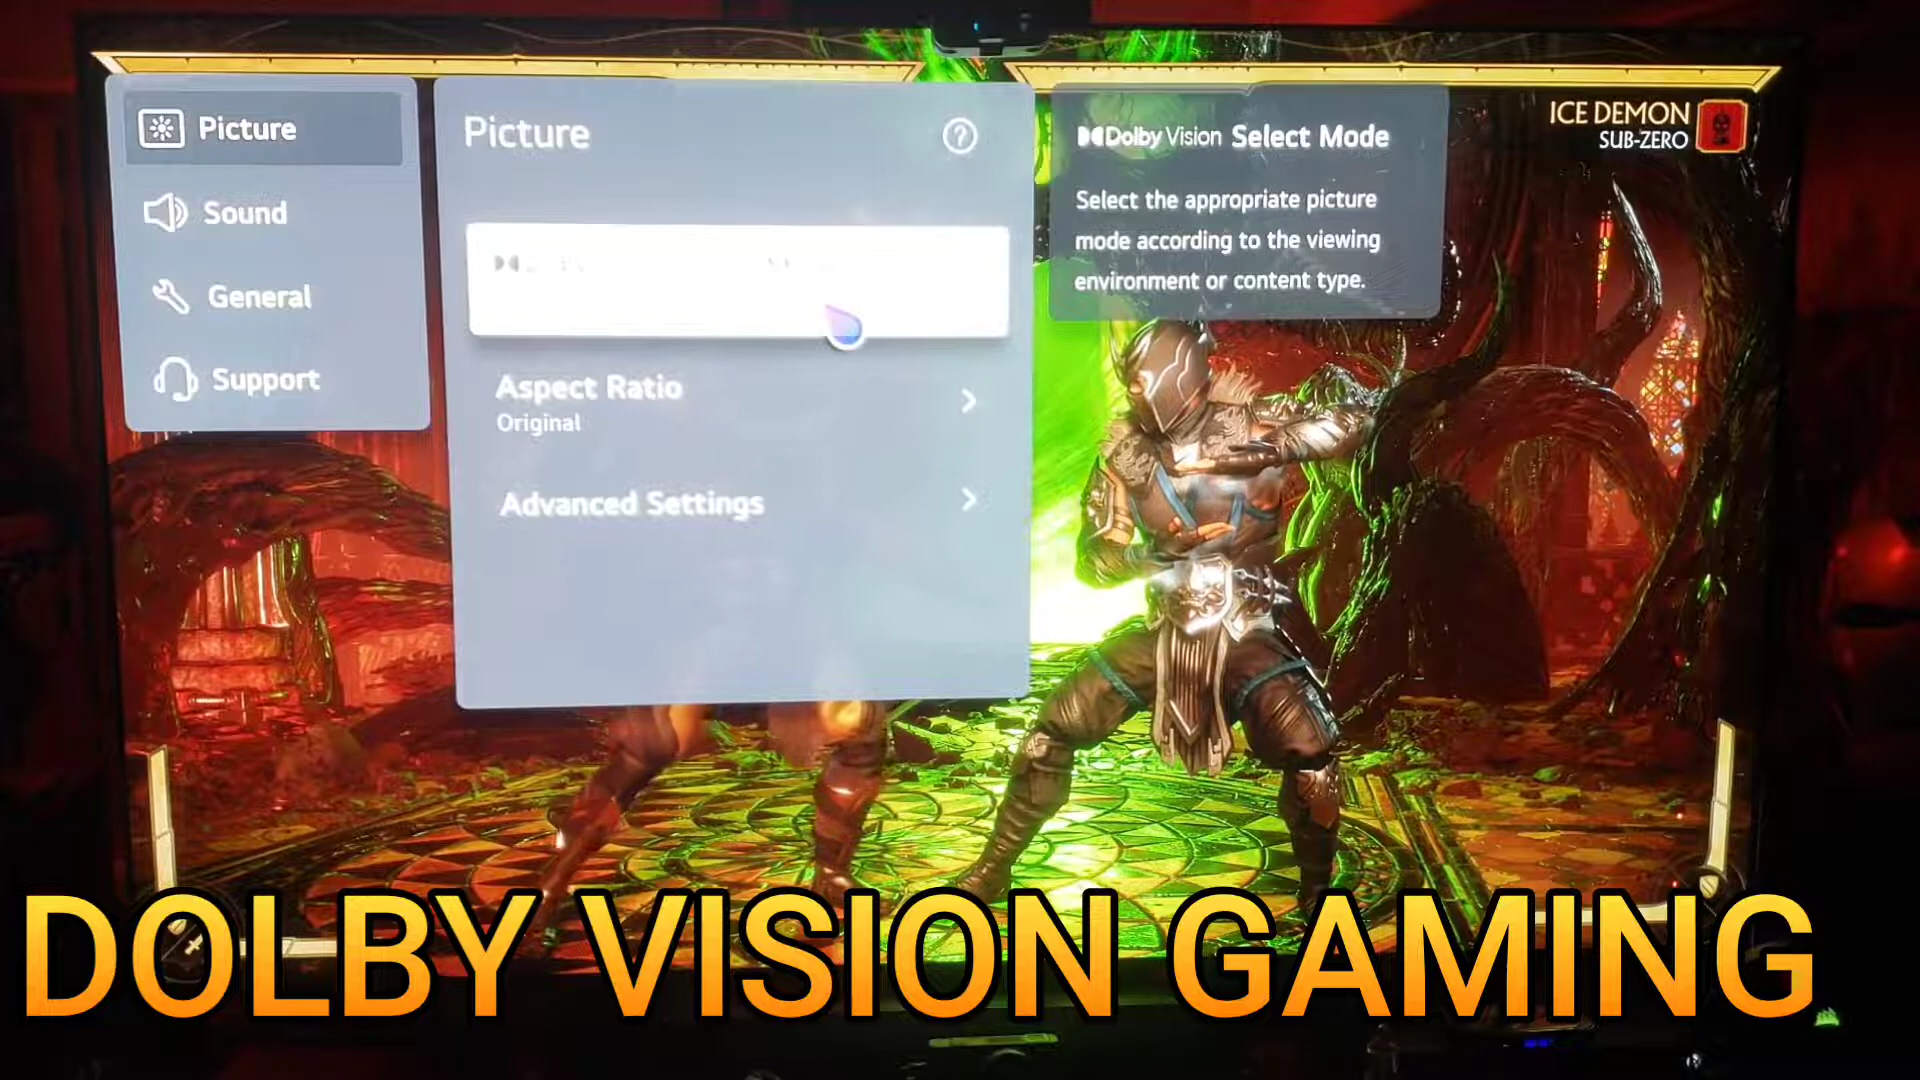 Picture
Sound
General
Support
Picture
?
Aspect Ratio
Original
Advanced Settings
Dolby Vision Select Mode
Select the appropriate picture
mode according to the viewing
environment or content type.
ICE DEMON
SUB-ZERO
DOLBY VISION GAMING